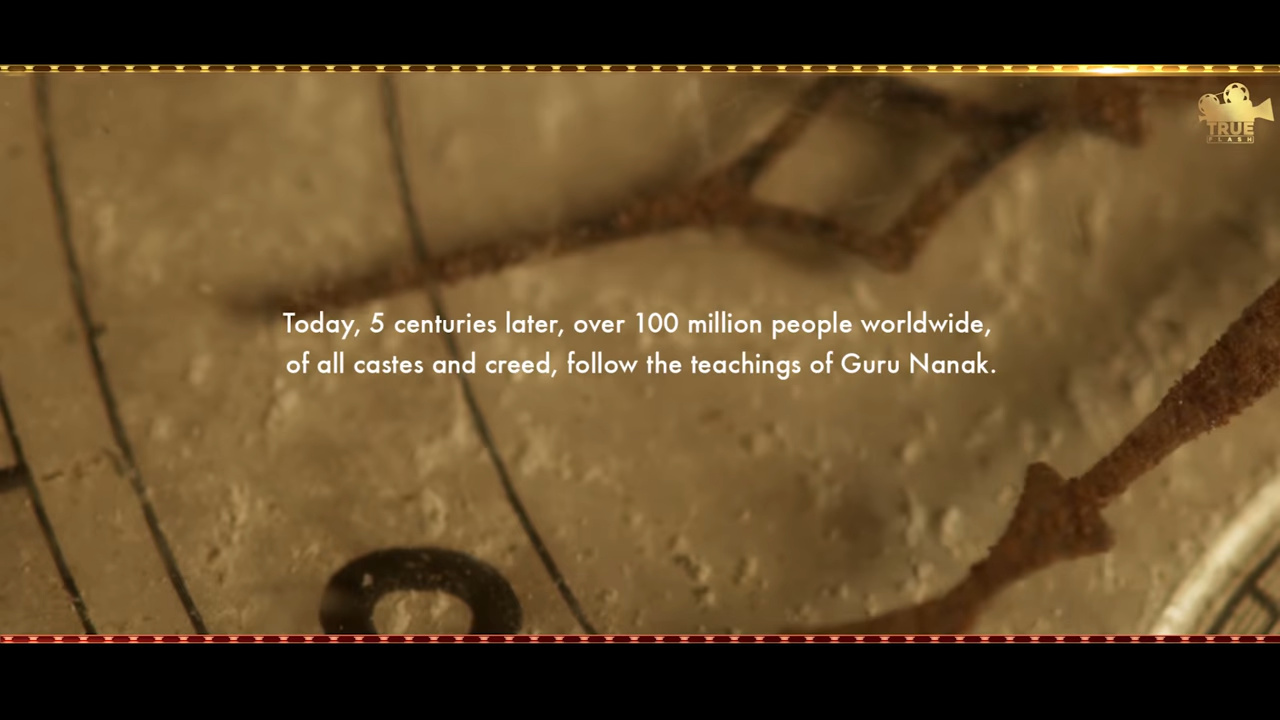 TRUE
FLASH
Today, 5 centuries later, over 100 million people worldwide,
of all castes and creed, follow the teachings of Guru Nanak.